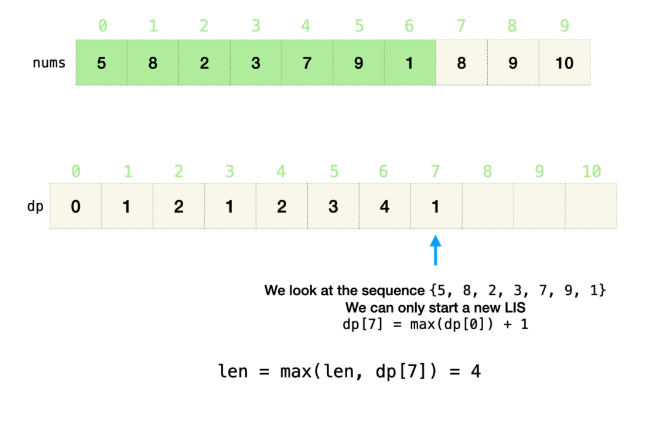 0 1 2 3 4 5 6 7 8 9
nums 5 8 2 3 7 9 1 8 9 10
0 1 2 3 4 5 6 7 8 9 10
dp 0 1 2 1 2 3 4 1
We look at the sequence {5, 8, 2, 3, 7, 9, 1}
We can only start a new LIS
dp[7] = max(dp[0]) + 1
len = max(len, dp[7]) = 4